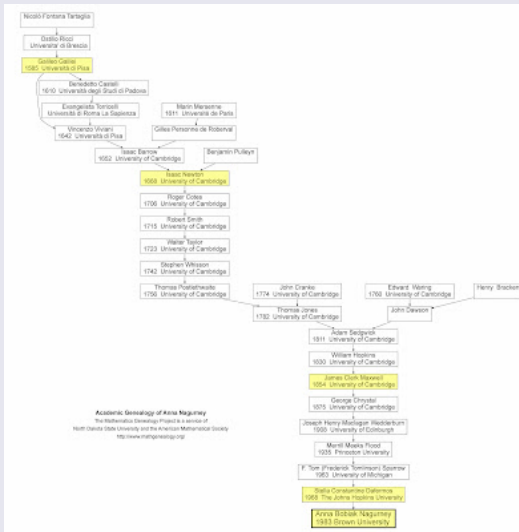 Nicolò Fontana Tartaglia
Ostilio Ricci
Università di Brescia
Galileo Galilei
1585 Università di Pisa
Benedetto Castelli
1610 Università degli Studi di Padova
Evangelista Torricelli
Università di Roma La Sapienza
Marin Mersenne
1611 Université de Paris
Vincenzo Viviani
1642 Università di Pisa
Gilles Personne de Roberval
Isaac Barrow
1652 University of Cambridge
Benjamin Pulleyn
Isaac Newton
1668 University of Cambridge
Roger Cotes
1706 University of Cambridge
Robert Smith
1715 University of Cambridge
Walter Taylor
1723 University of Cambridge
Stephen Whisson
1742 University of Cambridge
Thomas Postlethwaite
1756 University of Cambridge
John Cranke
1774 University of Cambridge
Edward Waring
1760 University of Cambridge
Henry Bracken
Thomas Jones
1782 University of Cambridge
John Dawson
Adam Sedgwick
1811 University of Cambridge
William Hopkins
1830 University of Cambridge
James Clerk Maxwell
1854 University of Cambridge
George Chrystal
1875 University of Cambridge
Academic Genealogy of Anna Nagurney
The Mathematics Genealogy Project is a service of
North Dakota State University and the American Mathematical Society
http://www.mathgenealogy.org/
Joseph Henry Maclagan Wedderburn
1908 University of Edinburgh
Merrill Meeks Flood
1935 Princeton University
F. Tom (Frederick Tomlinson) Sparrow
1963 University of Michigan
Stella Constantine Dafermos
1968 The Johns Hopkins University
Anna Bobiak Nagurney
1983 Brown University